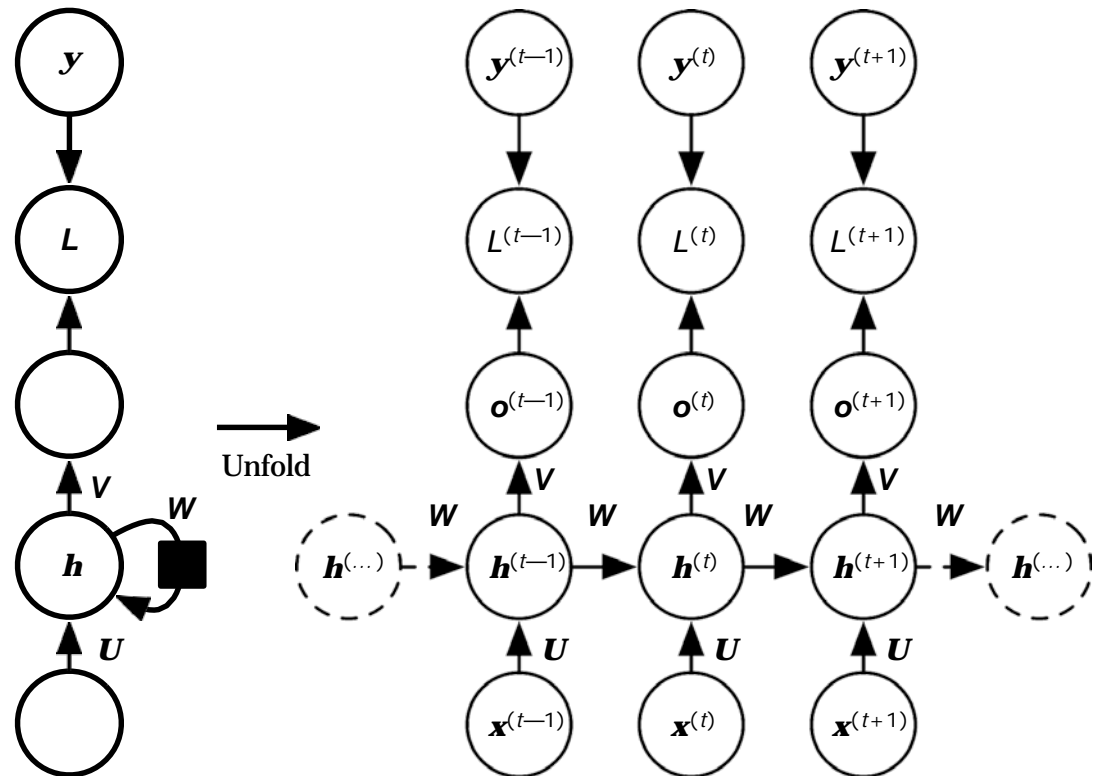 y y(t—1) y(t) y(t+1)
L L(t—1) L(t) L(t+1)
o(t—1) o(t) o(t+1)
Unfold
V V V V
W W W W W
h h(...) h(t—1) h(t) h(t+1) h(...)
U U U U
x(t—1) x(t) x(t+1)